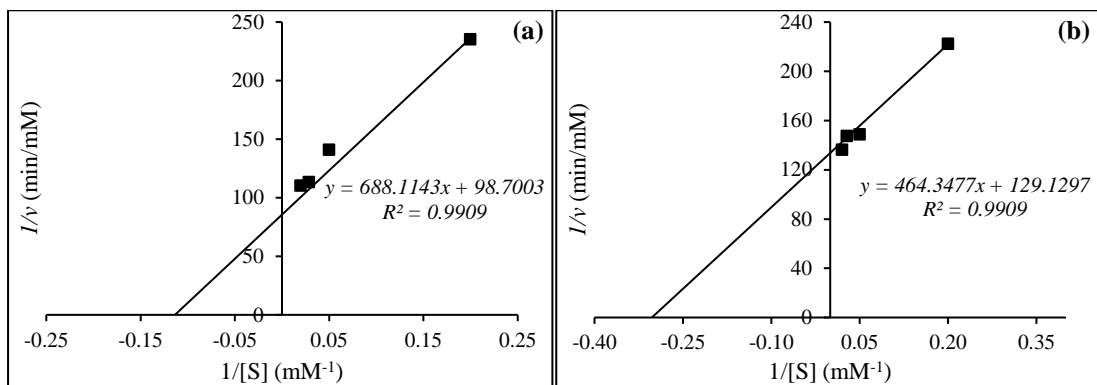 (a)
250
200
150
100
50
0
1/v (min/mM)
y = 688.1143x + 98.7003
R² = 0.9909
-0.25 -0.15 -0.05 0.05 0.15 0.25
1/[S] (mM⁻¹)
(b)
240
200
160
120
80
40
0
1/v (min/mM)
y = 464.3477x + 129.1297
R² = 0.9909
-0.40 -0.25 -0.10 0.05 0.20 0.35
1/[S] (mM⁻¹)